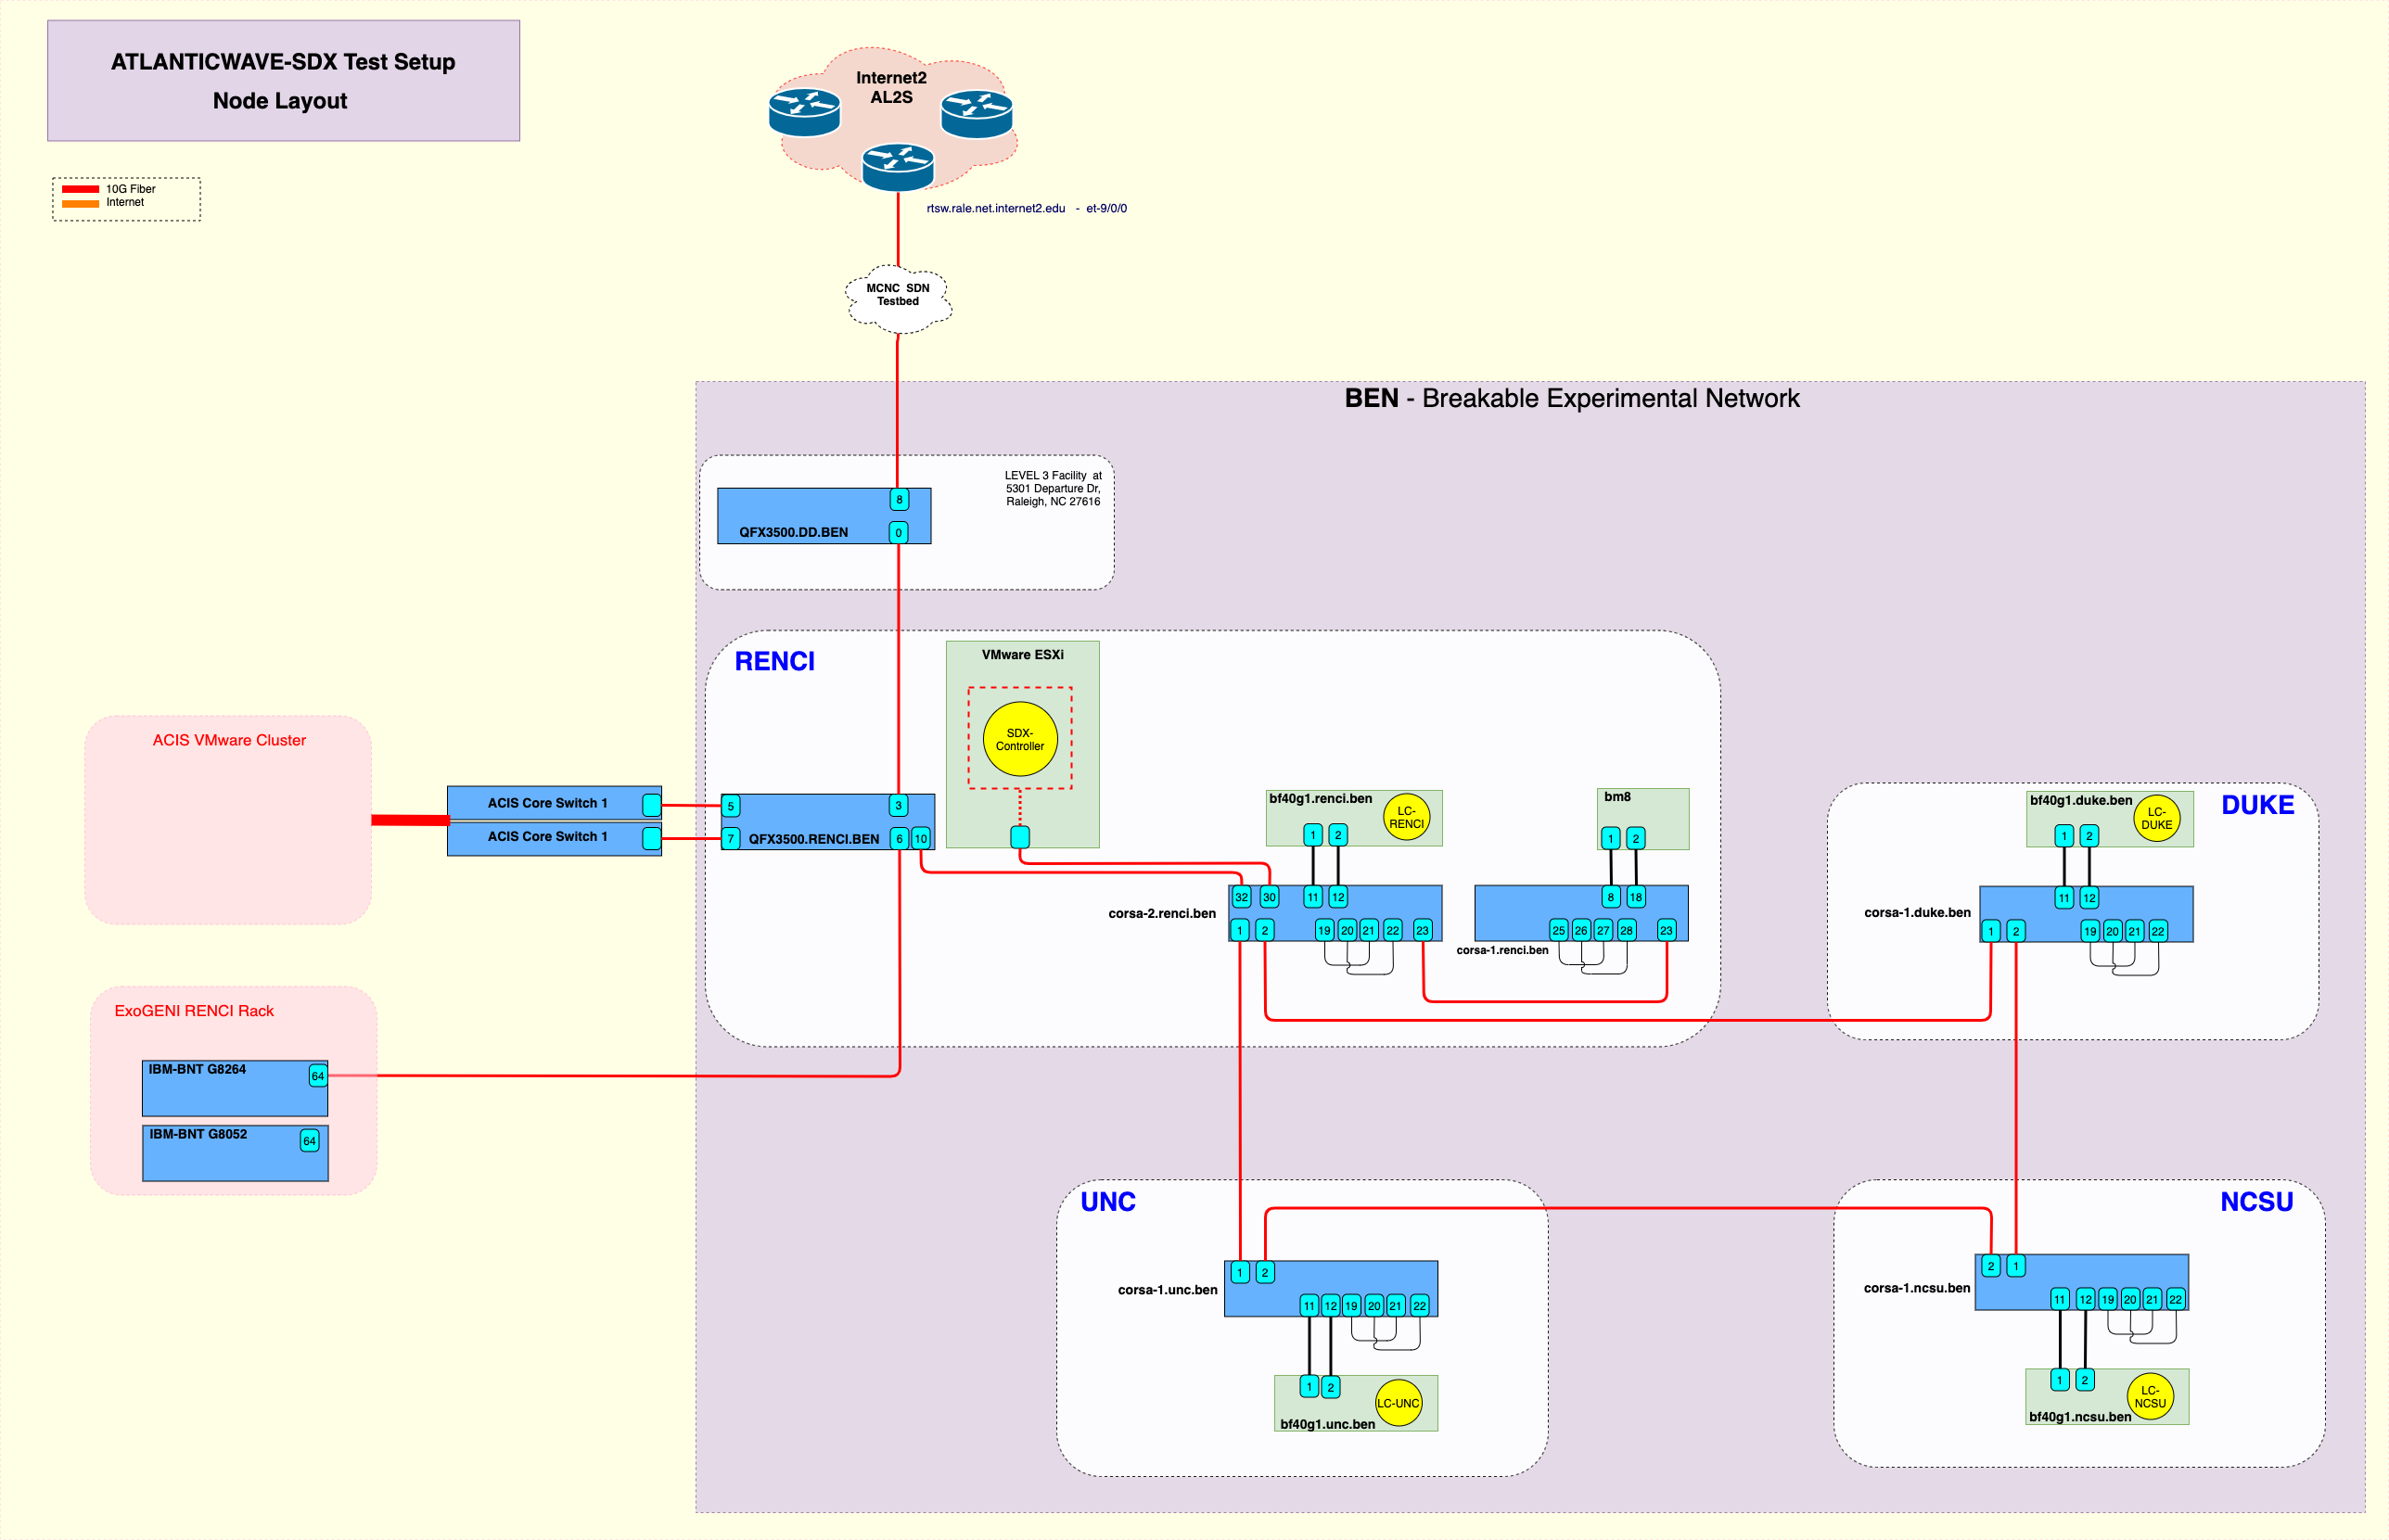 ATLANTICWAVE-SDX Test Setup
Node Layout
10G Fiber
Internet
Internet2
AL2S
rtsw.rale.net.internet2.edu - et-9/0/0
MCNC SDN
Testbed
BEN - Breakable Experimental Network
LEVEL 3 Facility at
5301 Departure Dr,
Raleigh, NC 27616
8
QFX3500.DD.BEN
0
RENCI
VMware ESXi
SDX-
Controller
ACIS VMware Cluster
ACIS Core Switch 1
ACIS Core Switch 1
5
3
7
QFX3500.RENCI.BEN
6
10
bf40g1.renci.ben
LC-
RENCI
1
2
bm8
1
2
corsa-2.renci.ben
32
30
11
12
1
2
19
20
21
22
23
8
18
25
26
27
28
23
corsa-1.renci.ben
DUKE
bf40g1.duke.ben
LC-
DUKE
1
2
corsa-1.duke.ben
11
12
1
2
19
20
21
22
ExoGENI RENCI Rack
IBM-BNT G8264
64
IBM-BNT G8052
64
UNC
1
2
corsa-1.unc.ben
11
12
19
20
21
22
1
2
LC-UNC
bf40g1.unc.ben
NCSU
2
1
corsa-1.ncsu.ben
11
12
19
20
21
22
1
2
LC-
NCSU
bf40g1.ncsu.ben